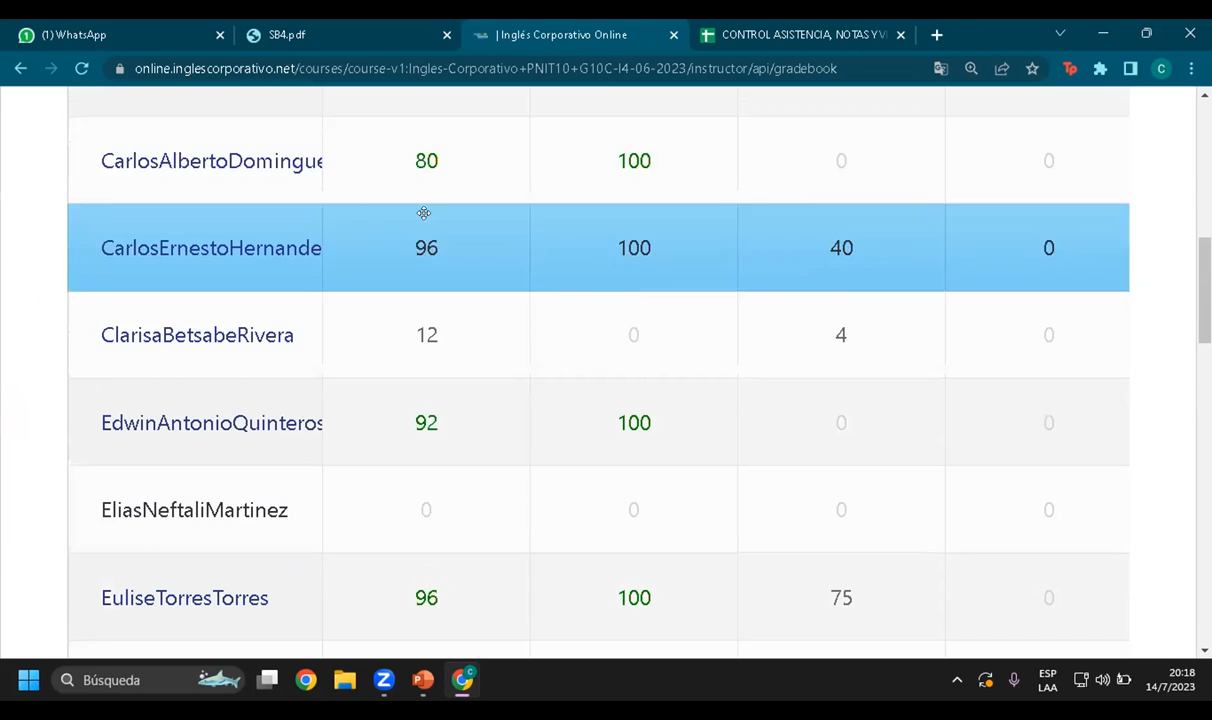 (1) WhatsApp
SB4.pdf
| Inglés Corporativo Online
CONTROL ASISTENCIA, NOTAS Y V
online.inglescorporativo.net/courses/course-v1:Ingles-Corporativo+PNIT10+G10C-I4-06-2023/instructor/api/gradebook
CarlosAlbertoDomingue 80 100 0 0
CarlosErnestoHernande 96 100 40 0
ClarisaBetsabeRivera 12 0 4 0
EdwinAntonioQuinteros 92 100 0 0
EliasNeftaliMartinez 0 0 0 0
EuliseTorresTorres 96 100 75 0
Búsqueda
ESP
LAA
20:18
14/7/2023